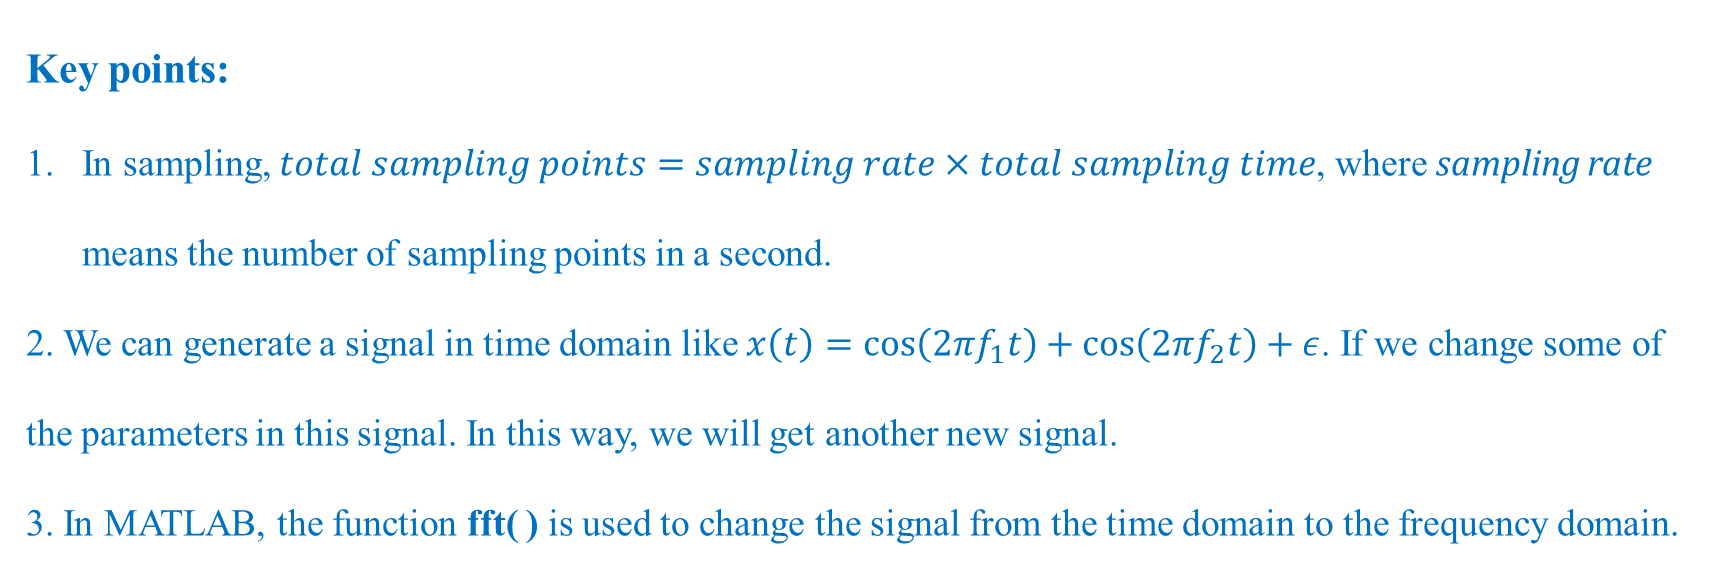 Key points:
1. In sampling, total sampling points = sampling rate × total sampling time, where sampling rate
means the number of sampling points in a second.
2. We can generate a signal in time domain like x(t) = cos(2πf₁t) + cos(2πf₂t) + ϵ. If we change some of
the parameters in this signal. In this way, we will get another new signal.
3. In MATLAB, the function fft( ) is used to change the signal from the time domain to the frequency domain.